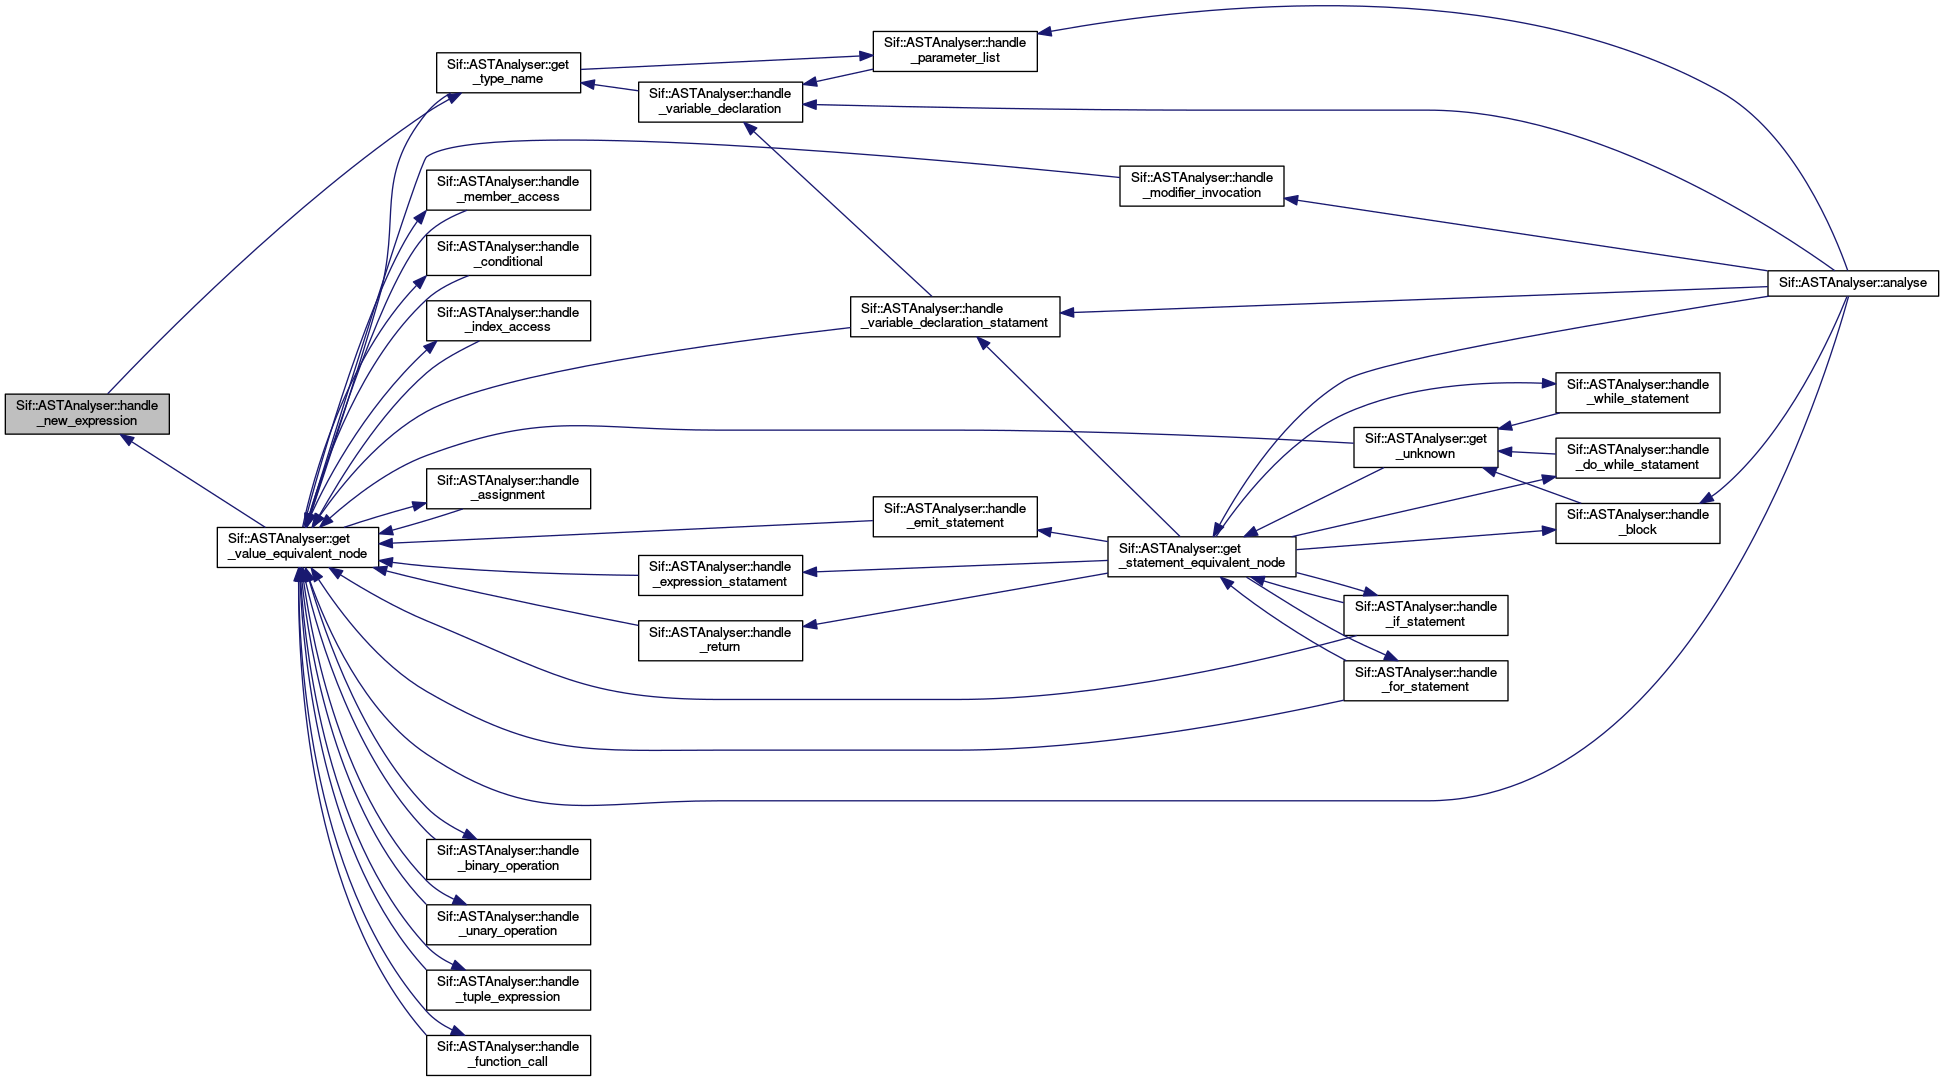 Sif::ASTAnalyser::handle
_parameter_list
Sif::ASTAnalyser::get
_type_name
Sif::ASTAnalyser::handle
_variable_declaration
Sif::ASTAnalyser::handle
_member_access
Sif::ASTAnalyser::handle
_modifier_invocation
Sif::ASTAnalyser::handle
_conditional
Sif::ASTAnalyser::analyse
Sif::ASTAnalyser::handle
_index_access
Sif::ASTAnalyser::handle
_variable_declaration_statament
Sif::ASTAnalyser::handle
_new_expression
Sif::ASTAnalyser::handle
_while_statement
Sif::ASTAnalyser::get
_unknown
Sif::ASTAnalyser::handle
_do_while_statament
Sif::ASTAnalyser::handle
_assignment
Sif::ASTAnalyser::handle
_emit_statement
Sif::ASTAnalyser::handle
_block
Sif::ASTAnalyser::get
_value_equivalent_node
Sif::ASTAnalyser::get
_statement_equivalent_node
Sif::ASTAnalyser::handle
_expression_statament
Sif::ASTAnalyser::handle
_if_statement
Sif::ASTAnalyser::handle
_return
Sif::ASTAnalyser::handle
_for_statement
Sif::ASTAnalyser::handle
_binary_operation
Sif::ASTAnalyser::handle
_unary_operation
Sif::ASTAnalyser::handle
_tuple_expression
Sif::ASTAnalyser::handle
_function_call